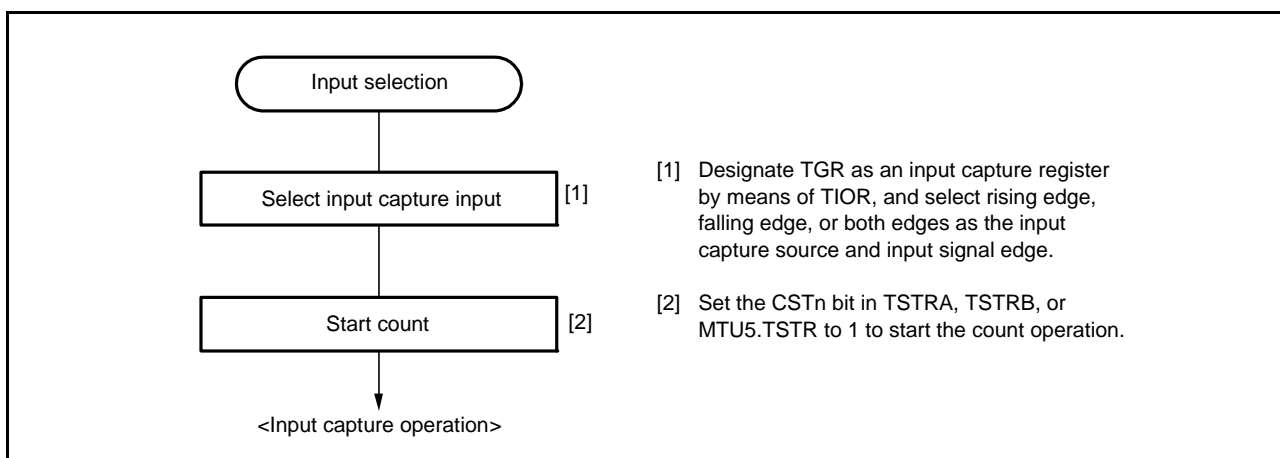 Input selection
Select input capture input
[1]
Start count
[2]
<Input capture operation>
[1] Designate TGR as an input capture register
by means of TIOR, and select rising edge,
falling edge, or both edges as the input
capture source and input signal edge.
[2] Set the CSTn bit in TSTRA, TSTRB, or
MTU5.TSTR to 1 to start the count operation.